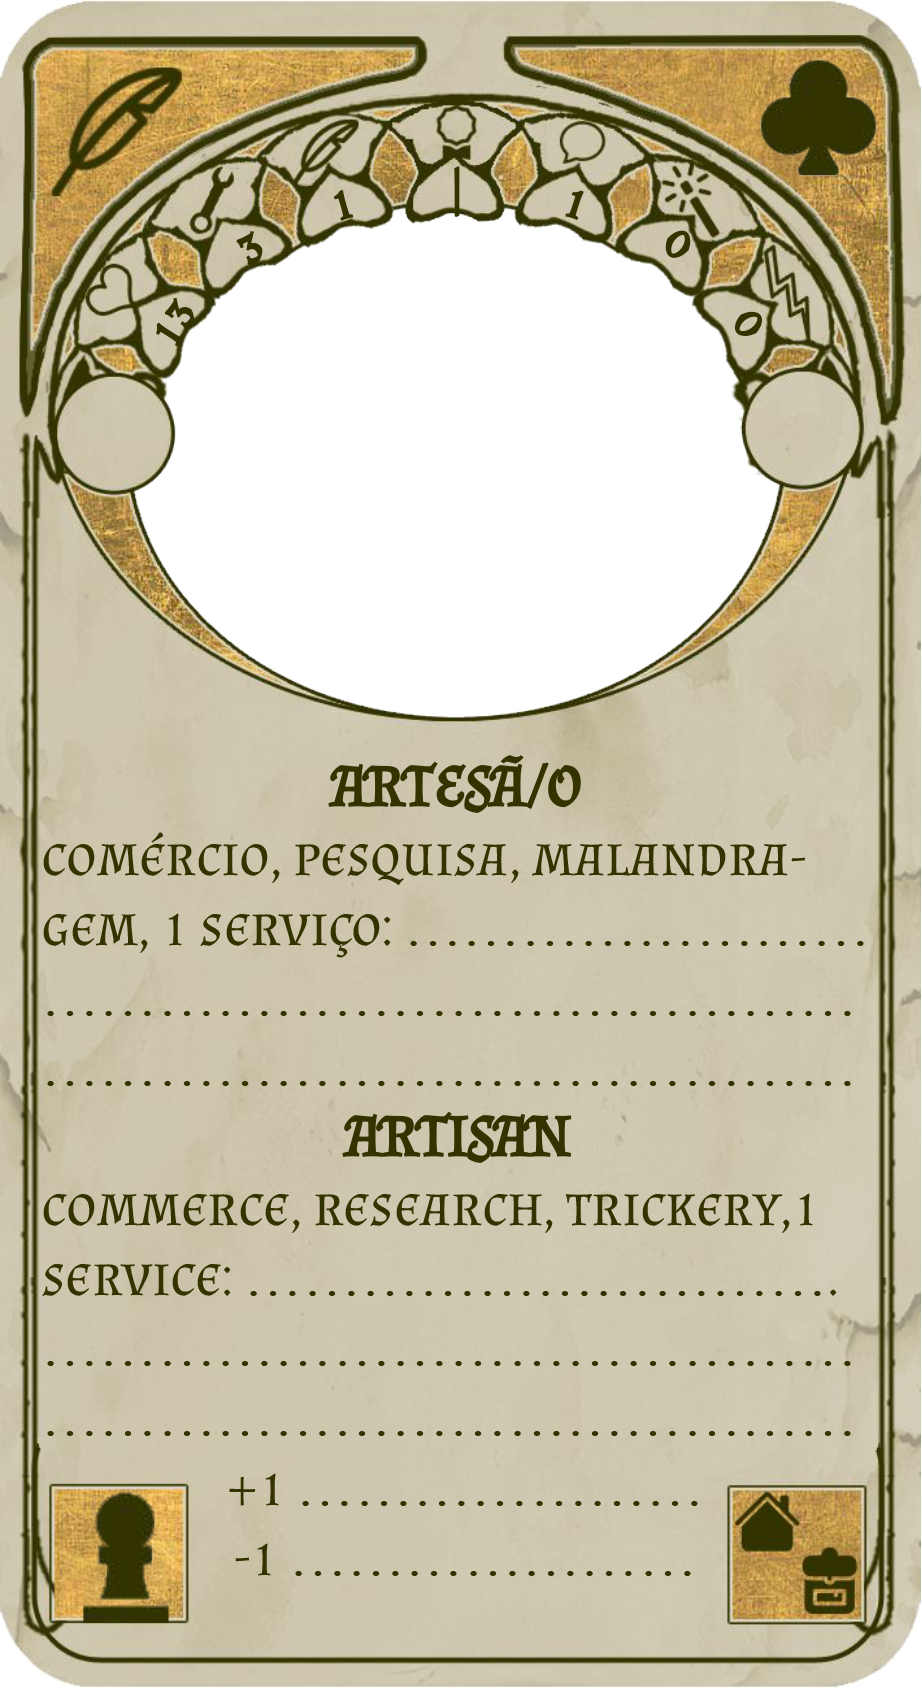 13 3 1 | 1 0 0
ARTESÃ/O
COMÉRCIO, PESQUISA, MALANDRA-
GEM, 1 SERVIÇO: .............................
...................................................
...................................................
ARTISAN
COMMERCE, RESEARCH, TRICKERY,1
SERVICE: ......................................
...................................................
...................................................
+1 ..........................
-1 ..........................